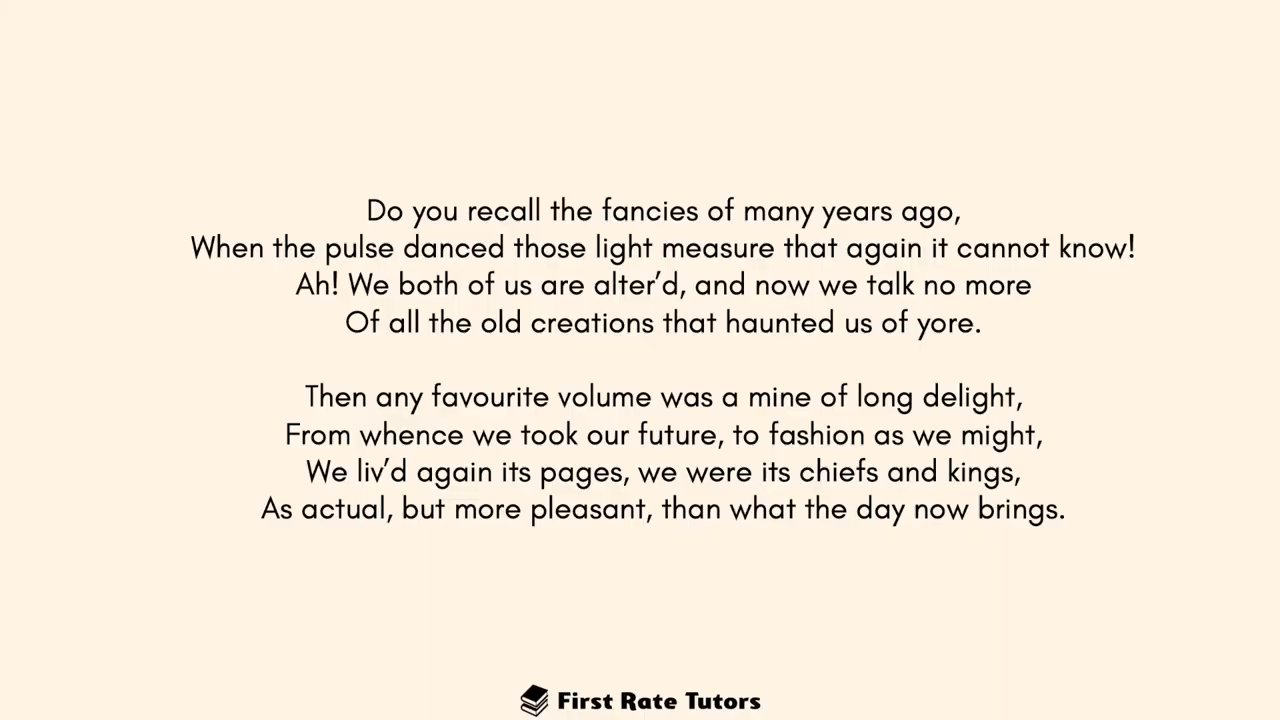 Do you recall the fancies of many years ago,
When the pulse danced those light measure that again it cannot know!
Ah! We both of us are alter’d, and now we talk no more
Of all the old creations that haunted us of yore.
Then any favourite volume was a mine of long delight,
From whence we took our future, to fashion as we might,
We liv’d again its pages, we were its chiefs and kings,
As actual, but more pleasant, than what the day now brings.
First Rate Tutors